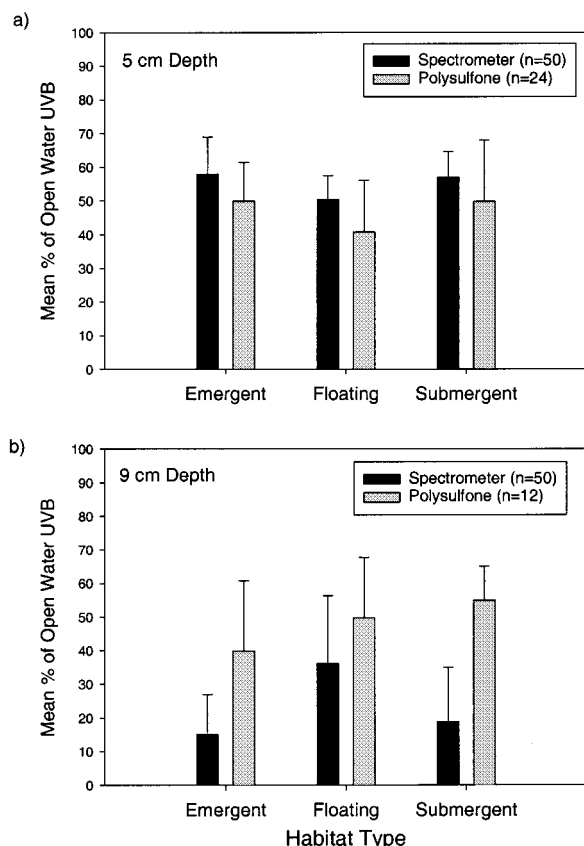 a)
5 cm Depth
Spectrometer (n=50)
Polysulfone (n=24)
Mean % of Open Water UVB
100
90
80
70
60
50
40
30
20
10
0
Emergent Floating Submergent
b)
9 cm Depth
Spectrometer (n=50)
Polysulfone (n=12)
Mean % of Open Water UVB
100
90
80
70
60
50
40
30
20
10
0
Emergent Floating Submergent
Habitat Type